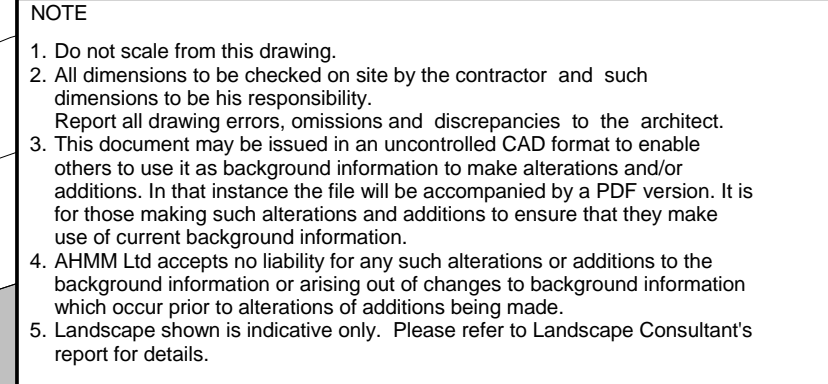 NOTE
1. Do not scale from this drawing.
2. All dimensions to be checked on site by the contractor and such
dimensions to be his responsibility.
Report all drawing errors, omissions and discrepancies to the architect.
3. This document may be issued in an uncontrolled CAD format to enable
others to use it as background information to make alterations and/or
additions. In that instance the file will be accompanied by a PDF version. It is
for those making such alterations and additions to ensure that they make
use of current background information.
4. AHMM Ltd accepts no liability for any such alterations or additions to the
background information or arising out of changes to background information
which occur prior to alterations of additions being made.
5. Landscape shown is indicative only. Please refer to Landscape Consultant's
report for details.